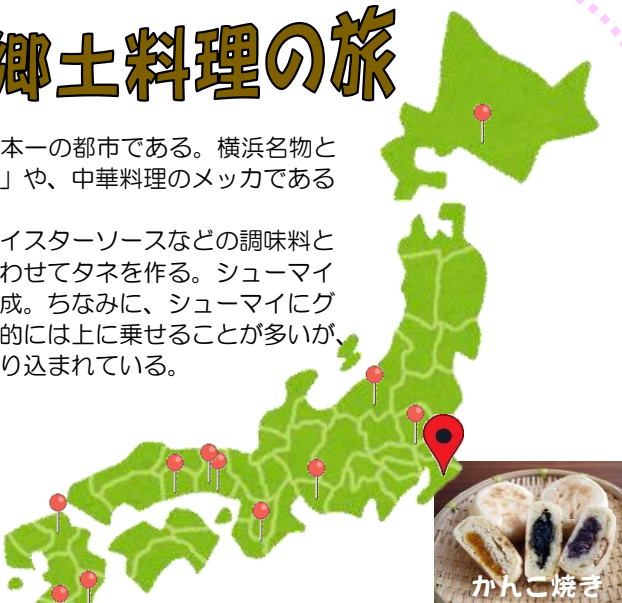 郷土料理の旅
本一の都市である。横浜名物と
」や、中華料理のメッカである
イスターソースなどの調味料と
わせてタネを作る。シューマイ
成。ちなみに、シューマイにグ
的には上に乗せることが多いが、
り込まれている。
かんこ焼き